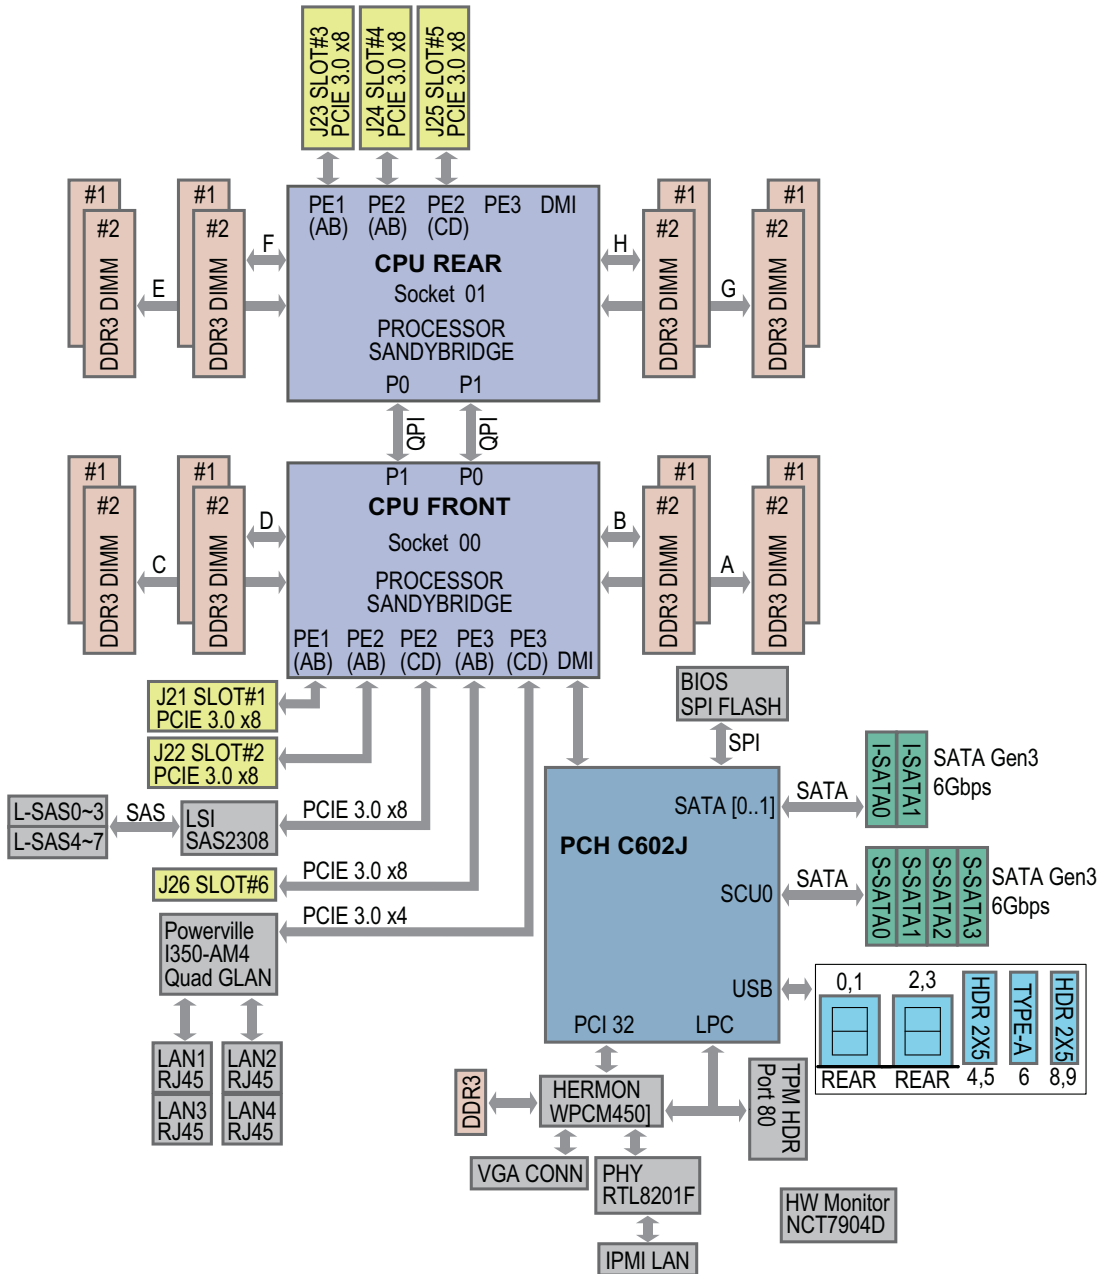 J23 SLOT#3
PCIE 3.0 x8
J24 SLOT#4
PCIE 3.0 x8
J25 SLOT#5
PCIE 3.0 x8
#1
#2
DDR3 DIMM
#1
#2
DDR3 DIMM
E
F
PE1
(AB)
PE2
(AB)
PE2
(CD)
PE3
DMI
CPU REAR
Socket 01
PROCESSOR
SANDYBRIDGE
P0
P1
H
G
#1
#2
DDR3 DIMM
#1
#2
DDR3 DIMM
QPI
QPI
#1
#2
DDR3 DIMM
#1
#2
DDR3 DIMM
C
D
P1
P0
CPU FRONT
Socket 00
PROCESSOR
SANDYBRIDGE
PE1
(AB)
PE2
(AB)
PE2
(CD)
PE3
(AB)
PE3
(CD)
DMI
B
A
#1
#2
DDR3 DIMM
#1
#2
DDR3 DIMM
J21 SLOT#1
PCIE 3.0 x8
J22 SLOT#2
PCIE 3.0 x8
L-SAS0~3
L-SAS4~7
SAS
LSI
SAS2308
PCIE 3.0 x8
J26 SLOT#6
PCIE 3.0 x8
Powerville
I350-AM4
Quad GLAN
PCIE 3.0 x4
LAN1
RJ45
LAN2
RJ45
LAN3
RJ45
LAN4
RJ45
BIOS
SPI FLASH
SPI
PCH C602J
SATA [0..1]
SCU0
USB
PCI 32
LPC
SATA
I-SATA0
I-SATA1
SATA Gen3
6Gbps
SATA
S-SATA0
S-SATA1
S-SATA2
S-SATA3
SATA Gen3
6Gbps
0,1
REAR
2,3
REAR
HDR 2X5
4,5
TYPE-A
6
HDR 2X5
8,9
DDR3
HERMON
WPCM450]
TPM HDR
Port 80
VGA CONN
PHY
RTL8201F
IPMI LAN
HW Monitor
NCT7904D